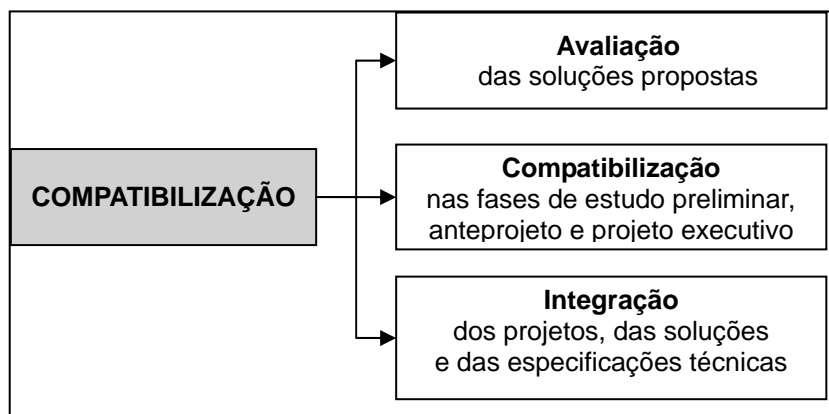 Avaliação
das soluções propostas
COMPATIBILIZAÇÃO
Compatibilização
nas fases de estudo preliminar,
anteprojeto e projeto executivo
Integração
dos projetos, das soluções
e das especificações técnicas